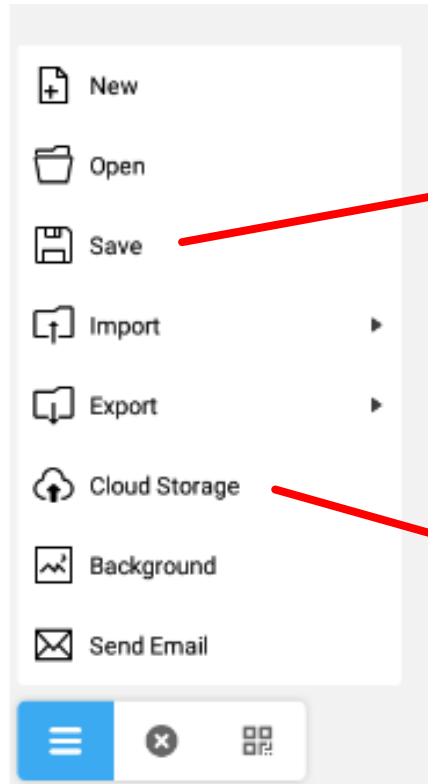 New
Open
Save
Import
Export
Cloud Storage
Background
Send Email